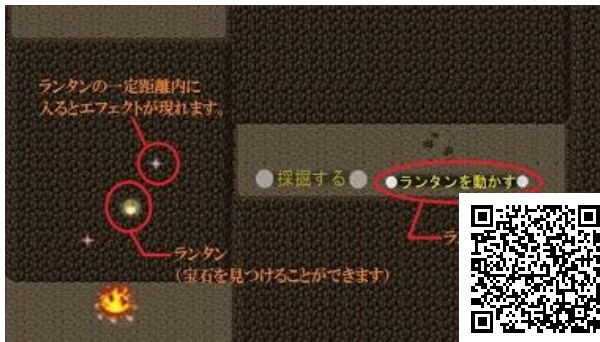 ランタンの一定距離内に
入るとエフェクトが現れます。
採掘する
ランタンを動かす
ラ
ランタン
(宝石を見つけることができます)